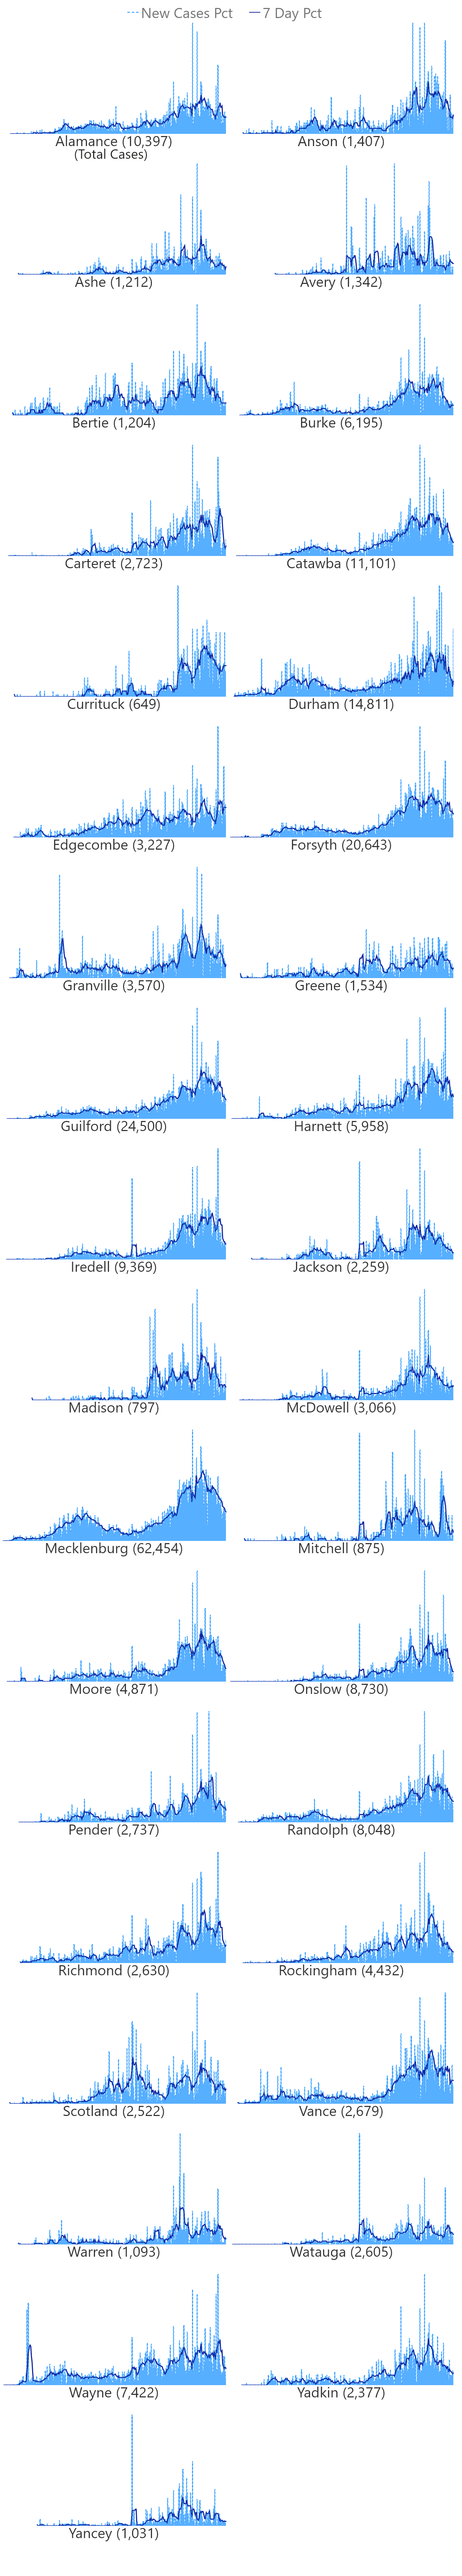 New Cases Pct 7 Day Pct
Alamance (10,397)
(Total Cases)
Anson (1,407)
Ashe (1,212)
Avery (1,342)
Bertie (1,204)
Burke (6,195)
Carteret (2,723)
Catawba (11,101)
Currituck (649)
Durham (14,811)
Edgecombe (3,227)
Forsyth (20,643)
Granville (3,570)
Greene (1,534)
Guilford (24,500)
Harnett (5,958)
Iredell (9,369)
Jackson (2,259)
Madison (797)
McDowell (3,066)
Mecklenburg (62,454)
Mitchell (875)
Moore (4,871)
Onslow (8,730)
Pender (2,737)
Randolph (8,048)
Richmond (2,630)
Rockingham (4,432)
Scotland (2,522)
Vance (2,679)
Warren (1,093)
Watauga (2,605)
Wayne (7,422)
Yadkin (2,377)
Yancey (1,031)